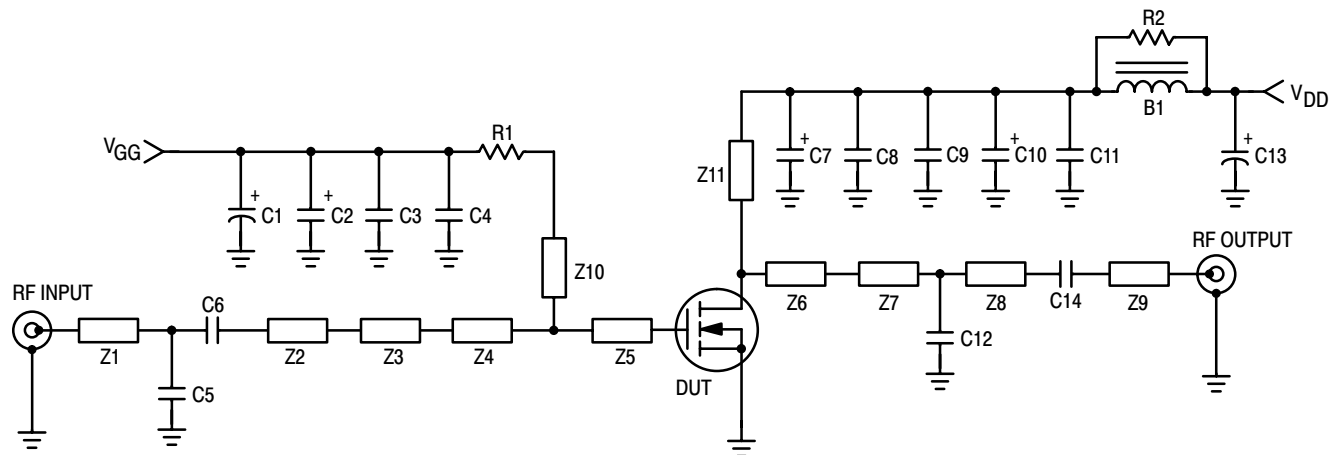 R2
B1
VDD
VGG
R1
+
C1
+
C2
C3
C4
Z10
Z11
+
C7
C8
C9
+
C10
C11
+
C13
RF INPUT
Z1
C5
C6
Z2
Z3
Z4
Z5
DUT
Z6
Z7
C12
Z8
C14
Z9
RF OUTPUT